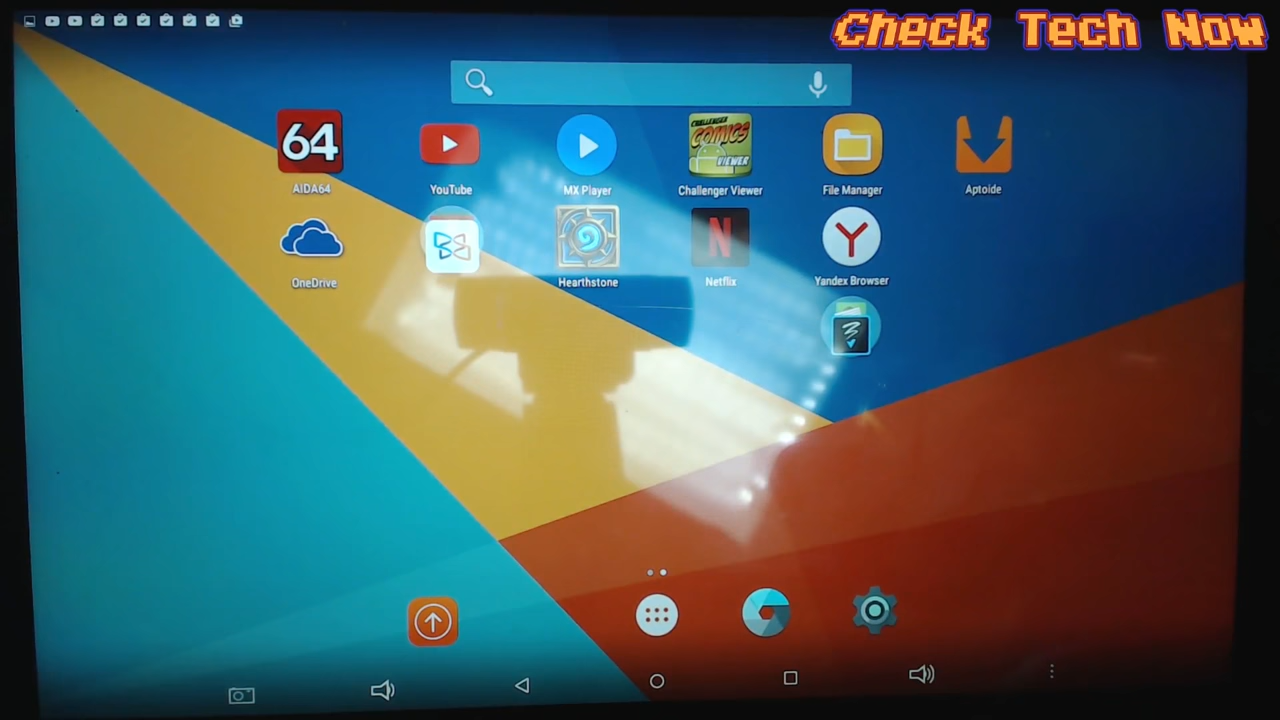 Check Tech Now
64
CHALLENGER
COMICS
VIEWER
AIDA64
YouTube
MX Player
Challenger Viewer
File Manager
Aptoide
N
Y
OneDrive
Hearthstone
Netflix
Yandex Browser